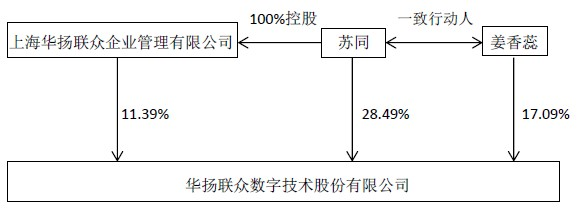 100%控股
一致行动人
上海华扬联众企业管理有限公司
苏同
姜香蕊
11.39%
28.49%
17.09%
华扬联众数字技术股份有限公司